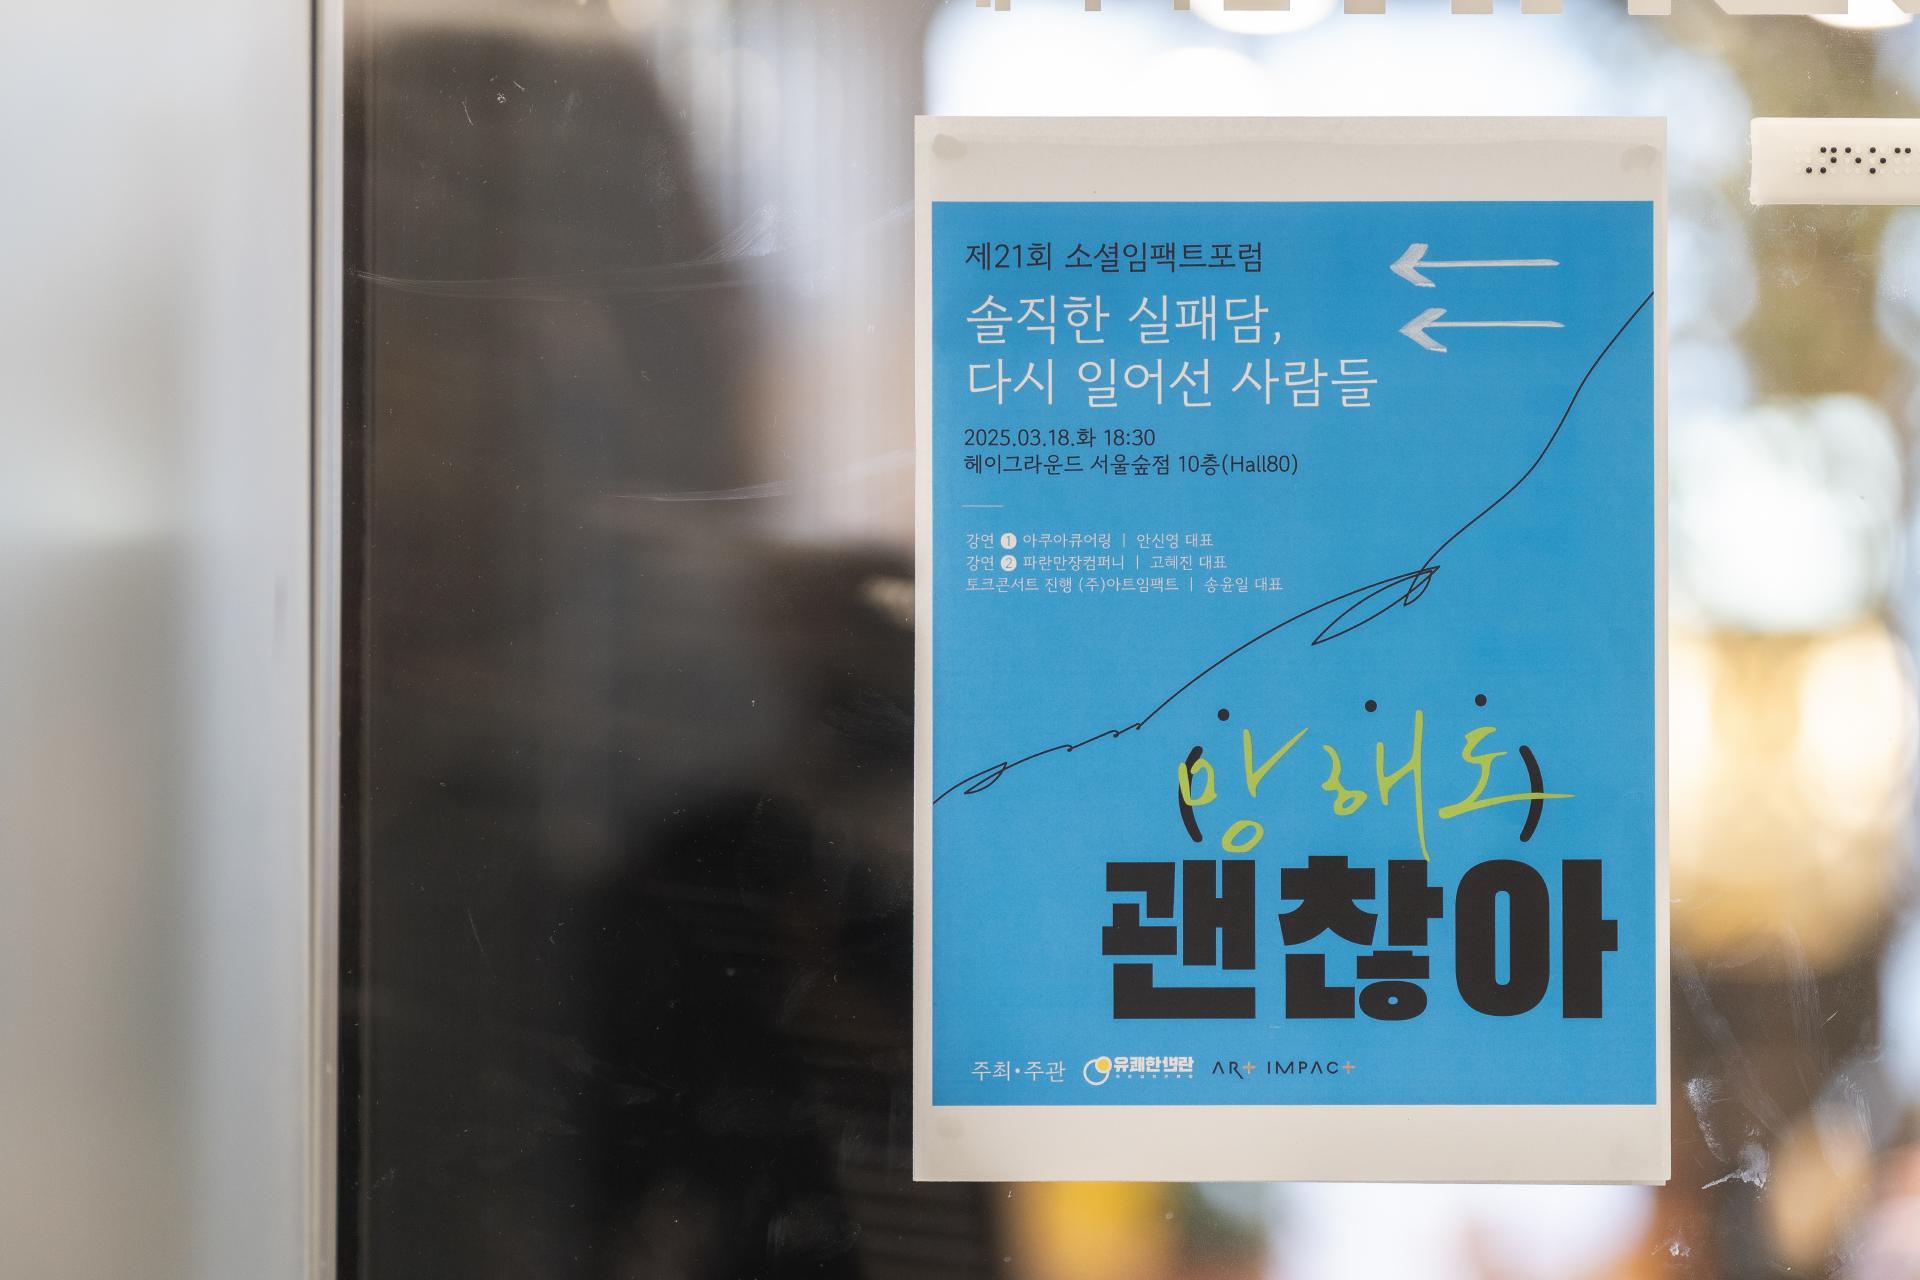 제21회 소셜임팩트포럼
솔직한 실패담,
다시 일어선 사람들
2025.03.18.화 18:30
헤이그라운드 서울숲점 10층(Hall80)
강연 1 아쿠아큐어링 | 안신영 대표
강연 2 파란만장컴퍼니 | 고혜진 대표
토크콘서트 진행 (주)아트임팩트 | 송윤일 대표
(망해도)
괜찮아
주최·주관 유쾌한반란 ART IMPACT